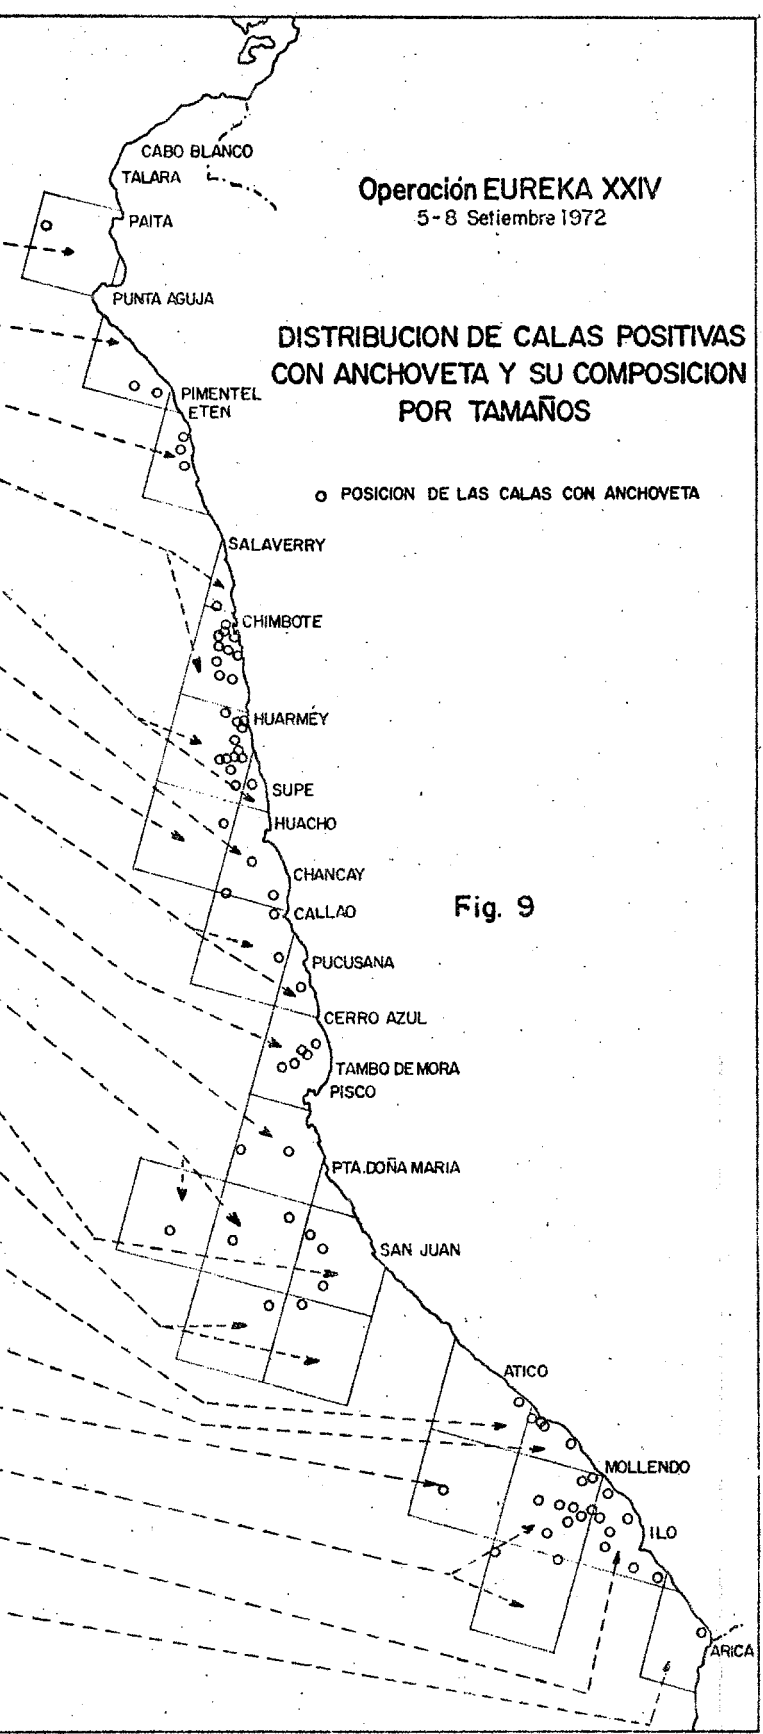 CABO BLANCO
TALARA
PAITA
PUNTA AGUJA
Operación EUREKA XXIV
5-8 Setiembre 1972
DISTRIBUCION DE CALAS POSITIVAS
CON ANCHOVETA Y SU COMPOSICION
POR TAMAÑOS
PIMENTEL
ETEN
o POSICION DE LAS CALAS CON ANCHOVETA
SALAVERRY
CHIMBOTE
HUARMEY
SUPE
HUACHO
CHANCAY
CALLAO
Fig. 9
PUCUSANA
CERRO AZUL
TAMBO DE MORA
PISCO
PTA.DOÑA MARIA
SAN JUAN
ATICO
MOLLENDO
ILO
ARICA